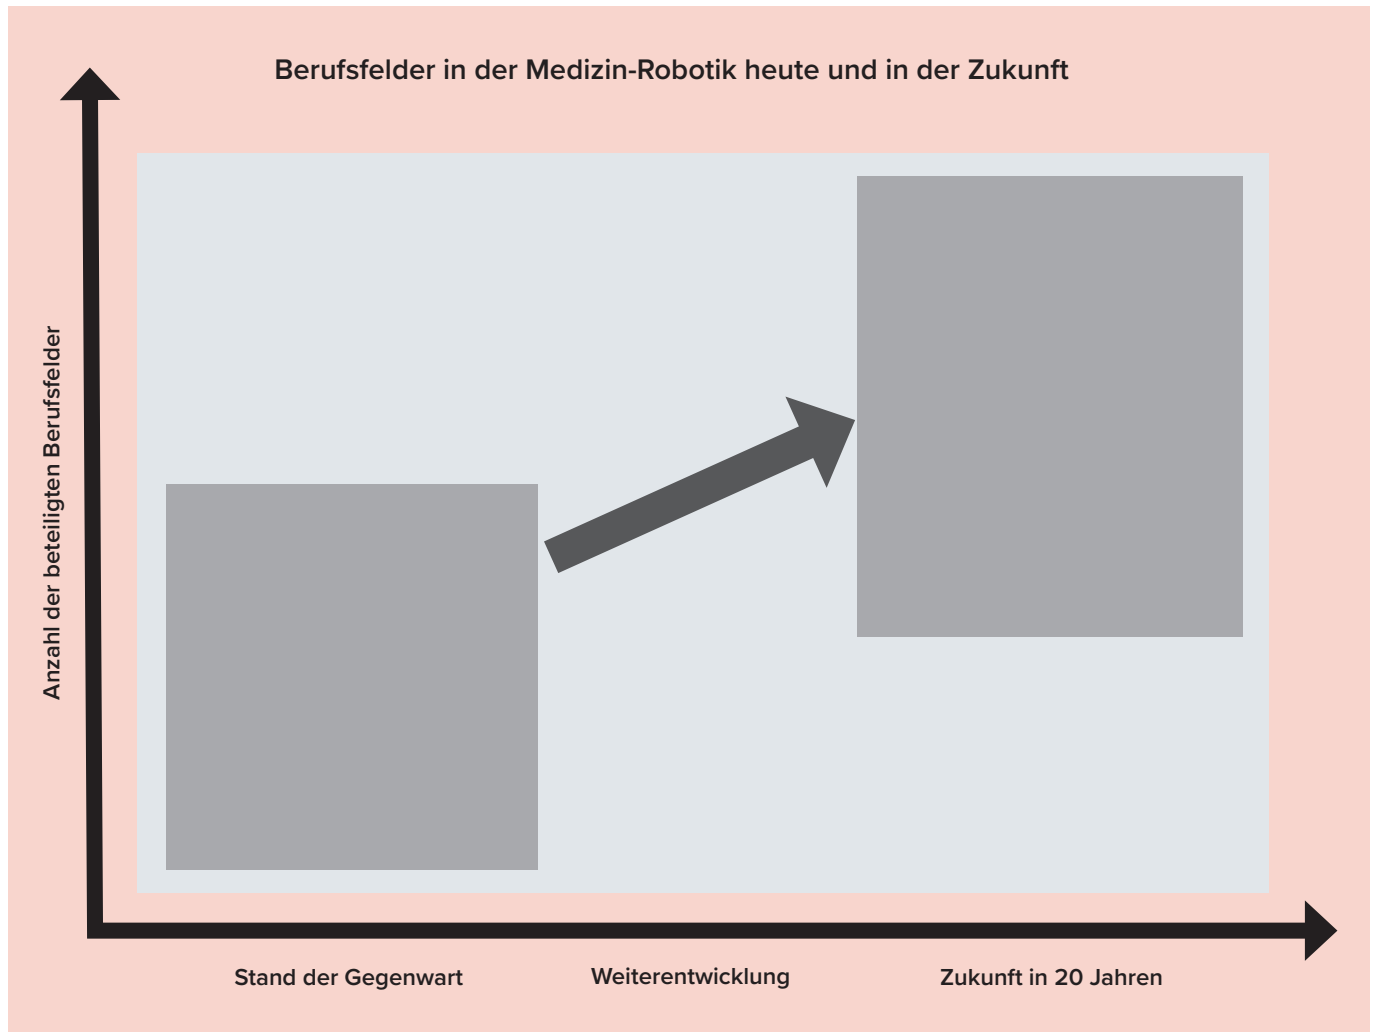 Berufsfelder in der Medizin-Robotik heute und in der Zukunft
Anzahl der beteiligten Berufsfelder
Stand der Gegenwart
Weiterentwicklung
Zukunft in 20 Jahren